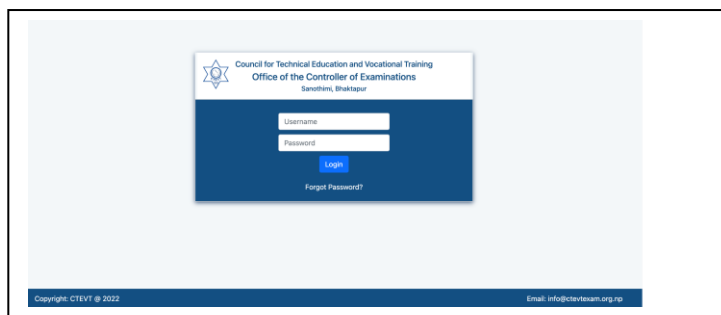 Council for Technical Education and Vocational Training
Office of the Controller of Examinations
Sanothimi, Bhaktapur
Username
Password
Login
Forgot Password?
Copyright: CTEVT @ 2022
Email: info@ctevtexam.org.np